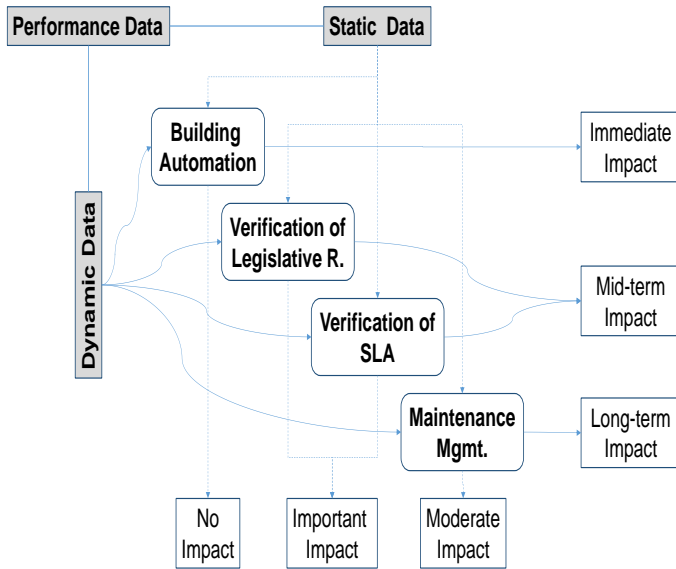 Performance Data
Static Data
Building
Automation
Immediate
Impact
Dynamic Data
Verification of
Legislative R.
Mid-term
Impact
Verification of
SLA
Maintenance
Mgmt.
Long-term
Impact
No
Impact
Important
Impact
Moderate
Impact